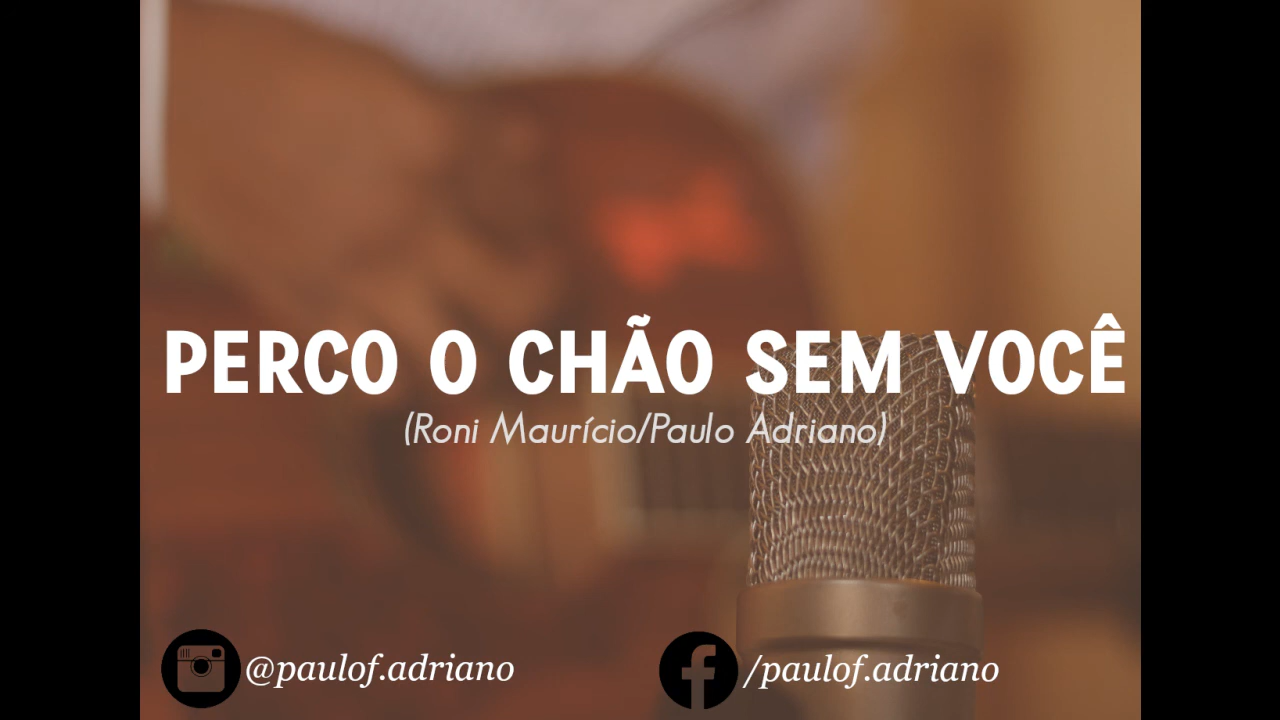 PERCO O CHÃO SEM VOCÊ
(Roni Maurício/Paulo Adriano)
@paulof.adriano
/paulof.adriano